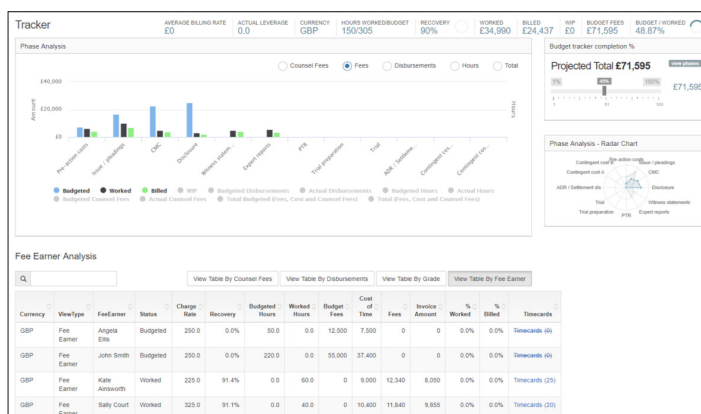 Tracker
AVERAGE BILLING RATE
£0
ACTUAL LEVERAGE
0.0
CURRENCY
GBP
HOURS WORKED/BUDGET
150/305
RECOVERY
90%
WORKED
£34,990
BILLED
£24,437
WIP
£0
BUDGET FEES
£71,595
BUDGET / WORKED
48.87%
Phase Analysis
Counsel Fees Fees Disbursements Hours Total
£40,000
£20,000
£0
Amount
Hours
Pre-action costs
Issue / pleadings
CMC
Disclosure
Witness statem...
Expert reports
PTR
Trial preparation
Trial
ADR / Settleme...
Contingent cos...
Contingent cos...
Budgeted Worked Billed WIP Budgeted Disbursements Actual Disbursements Budgeted Hours Actual Hours
Budgeted Counsel Fees Actual Counsel Fees Total Budgeted (Fees, Cost and Counsel Fees) Total (Fees, Cost and Counsel Fees)
Budget tracker completion %
Projected Total £71,595
view phases
1% 49% 100%
£71,595
Phase Analysis - Radar Chart
Pre-action costs
Issue / pleadings
CMC
Disclosure
Witness statements
Expert reports
PTR
Trial preparation
Trial
ADR / Settlement dis
Contingent cost A
Contingent cost B
Fee Earner Analysis
View Table By Counsel Fees View Table By Disbursements View Table By Grade View Table By Fee Earner
Currency ViewType FeeEarner Status Charge Rate Recovery Budgeted Hours Worked Hours Budget Fees Cost of Time Fees Invoice Amount % Worked % Billed Timecards
GBP Fee Earner Angela Ellis Budgeted 250.0 0.0% 50.0 0.0 12,500 7,500 0 0 0.0% 0.0% Timecards (0)
GBP Fee Earner John Smith Budgeted 250.0 0.0% 220.0 0.0 55,000 37,400 0 0 0.0% 0.0% Timecards (0)
GBP Fee Earner Kate Ainsworth Worked 225.0 91.4% 0.0 60.0 0 9,000 12,340 8,050 0.0% 0.0% Timecards (25)
GBP Fee Earner Sally Court Worked 325.0 91.1% 0.0 40.0 0 10,400 11,840 9,855 0.0% 0.0% Timecards (20)